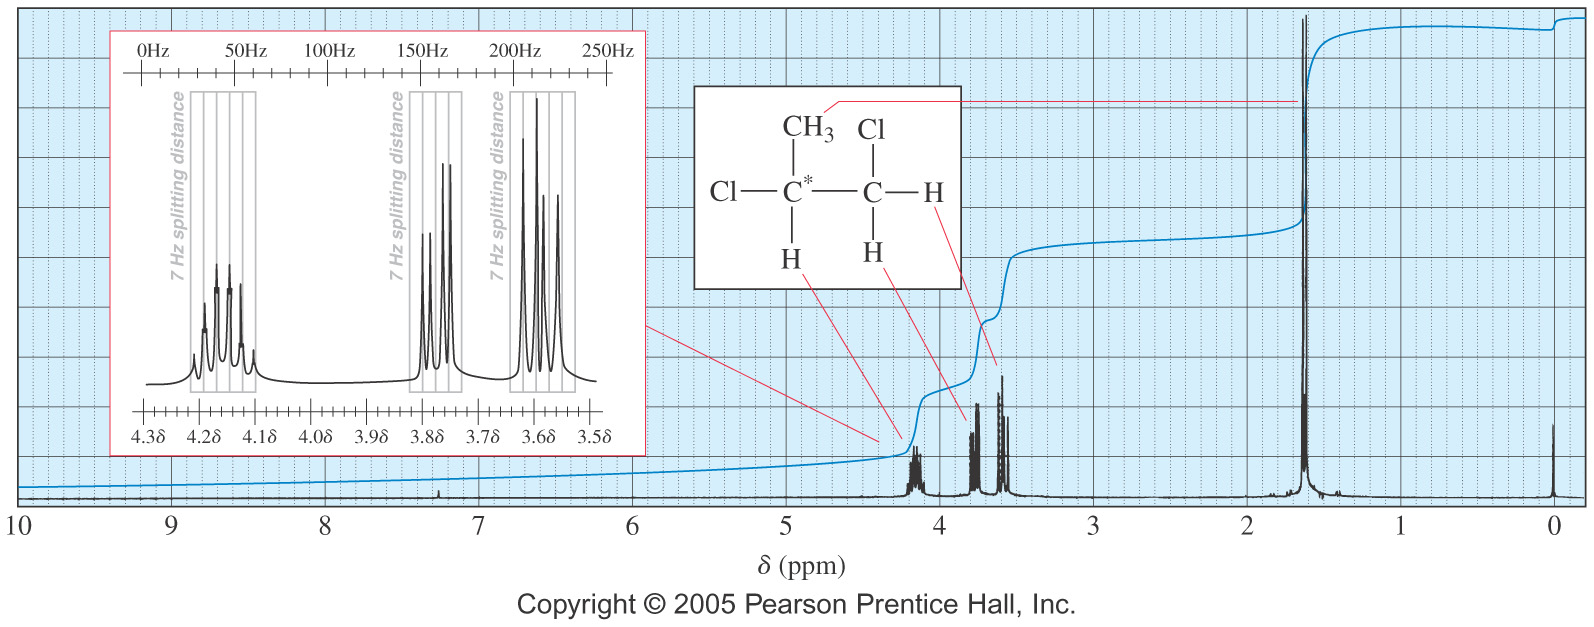 0Hz 50Hz 100Hz 150Hz 200Hz 250Hz
7 Hz splitting distance
7 Hz splitting distance
7 Hz splitting distance
4.3δ 4.2δ 4.1δ 4.0δ 3.9δ 3.8δ 3.7δ 3.6δ 3.5δ
CH3 Cl
Cl C* C H
H H
10 9 8 7 6 5 4 3 2 1 0
δ (ppm)
Copyright © 2005 Pearson Prentice Hall, Inc.